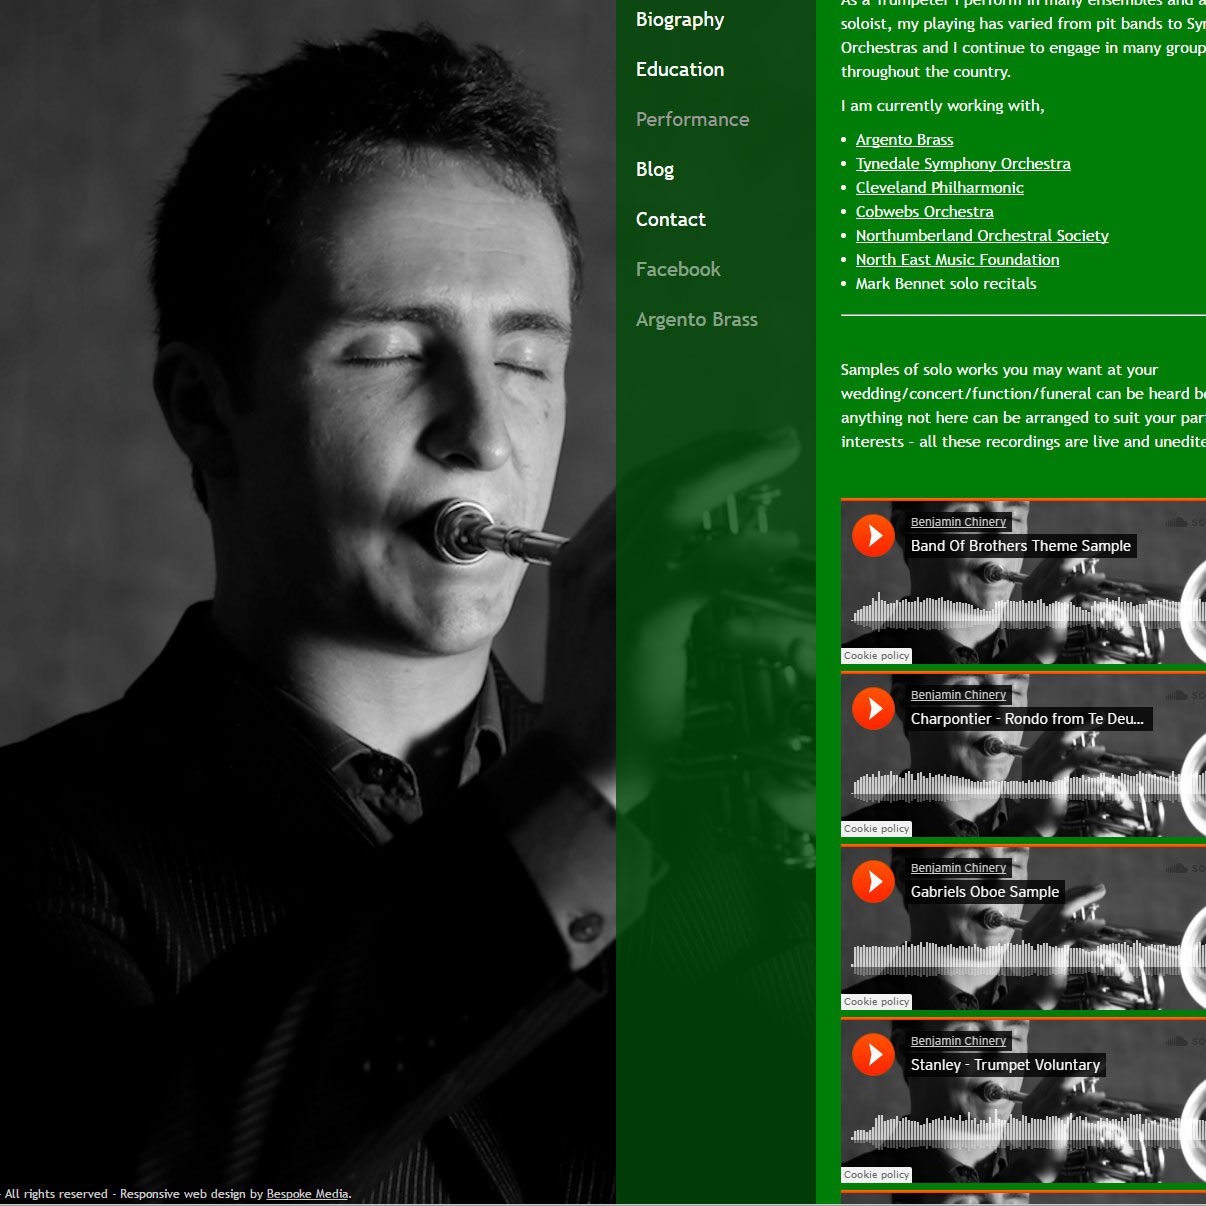 Biography
Education
Performance
Blog
Contact
Facebook
Argento Brass
As a Trumpeter I perform in many ensembles and
soloist, my playing has varied from pit bands to
Orchestras and I continue to engage in many
throughout the country.
I am currently working with,
• Argento Brass
• Tynedale Symphony Orchestra
• Cleveland Philharmonic
• Cobwebs Orchestra
• Northumberland Orchestral Society
• North East Music Foundation
• Mark Bennet solo recitals
Samples of solo works you may want at your
wedding/concert/function/funeral can be heard
anything not here can be arranged to suit your
interests – all these recordings are live and
Benjamin Chinery
Band Of Brothers Theme Sample
Cookie policy
Benjamin Chinery
Charpontier - Rondo from Te Deu...
Cookie policy
Benjamin Chinery
Gabriels Oboe Sample
Cookie policy
Benjamin Chinery
Stanley - Trumpet Voluntary
Cookie policy
- All rights reserved - Responsive web design by Bespoke Media.